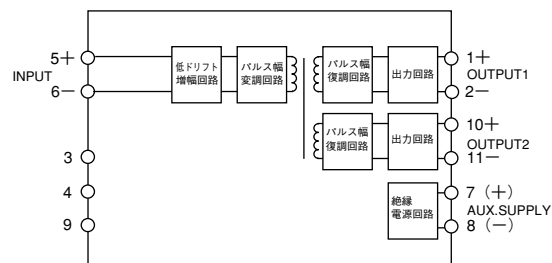 5+
INPUT
6−
3
4
9
低ドリフト
増幅回路
パルス幅
変調回路
パルス幅
復調回路
出力回路
1+
OUTPUT1
2−
パルス幅
復調回路
出力回路
10+
OUTPUT2
11−
絶縁
電源回路
7（+）
AUX.SUPPLY
8（−）